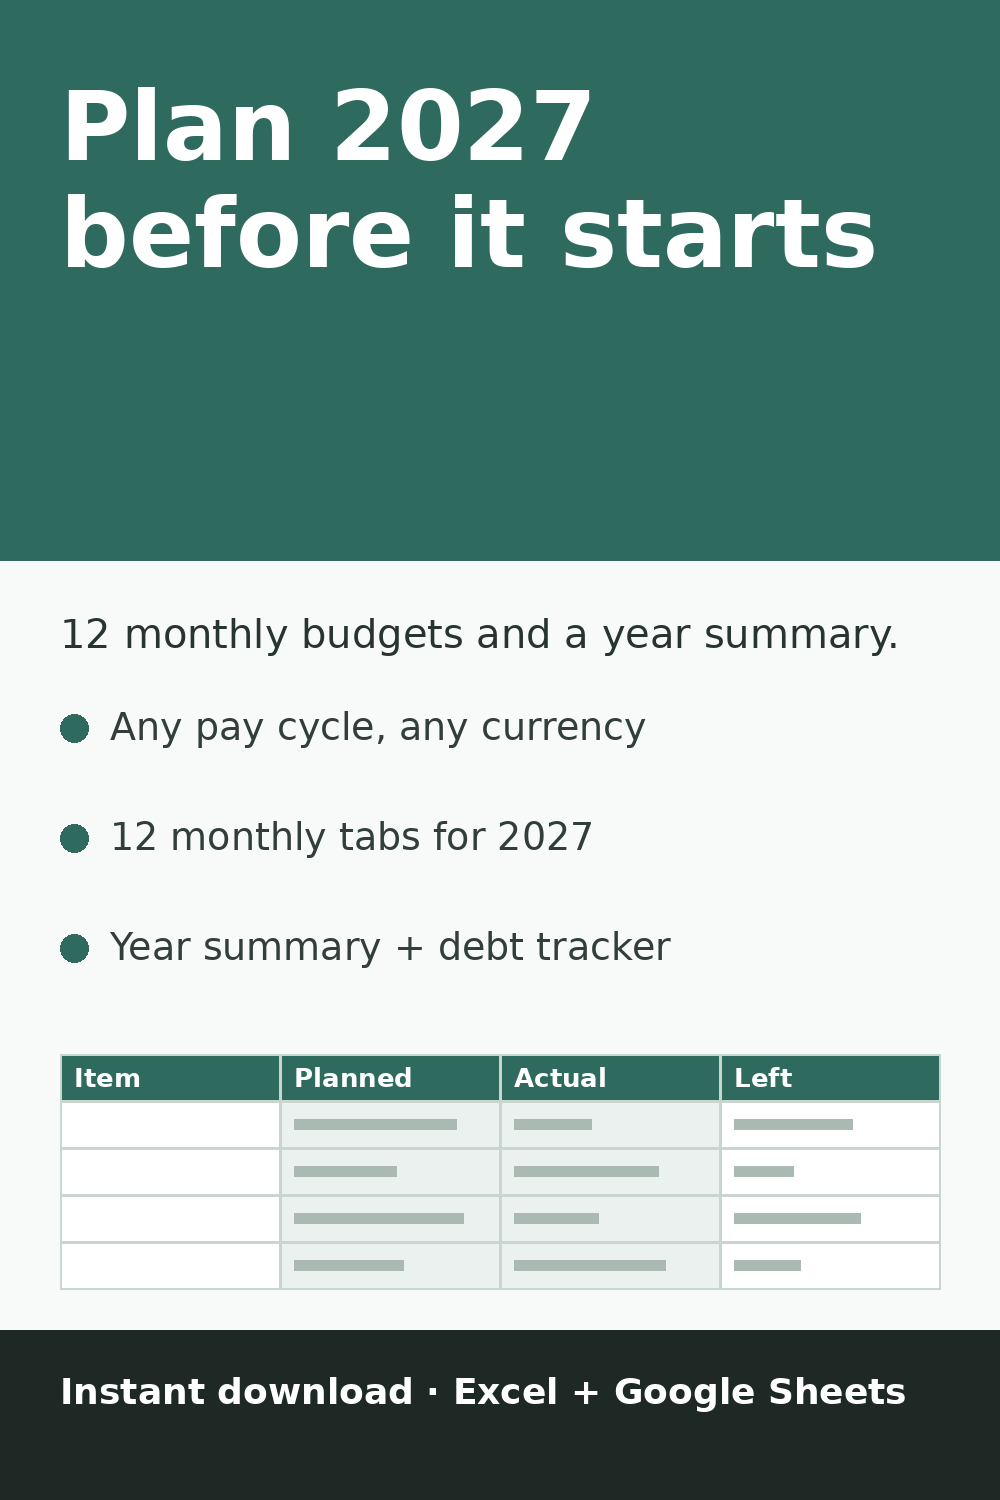 Plan 2027
before it starts
12 monthly budgets and a year summary.
Any pay cycle, any currency
12 monthly tabs for 2027
Year summary + debt tracker
Item Planned Actual Left
Instant download · Excel + Google Sheets